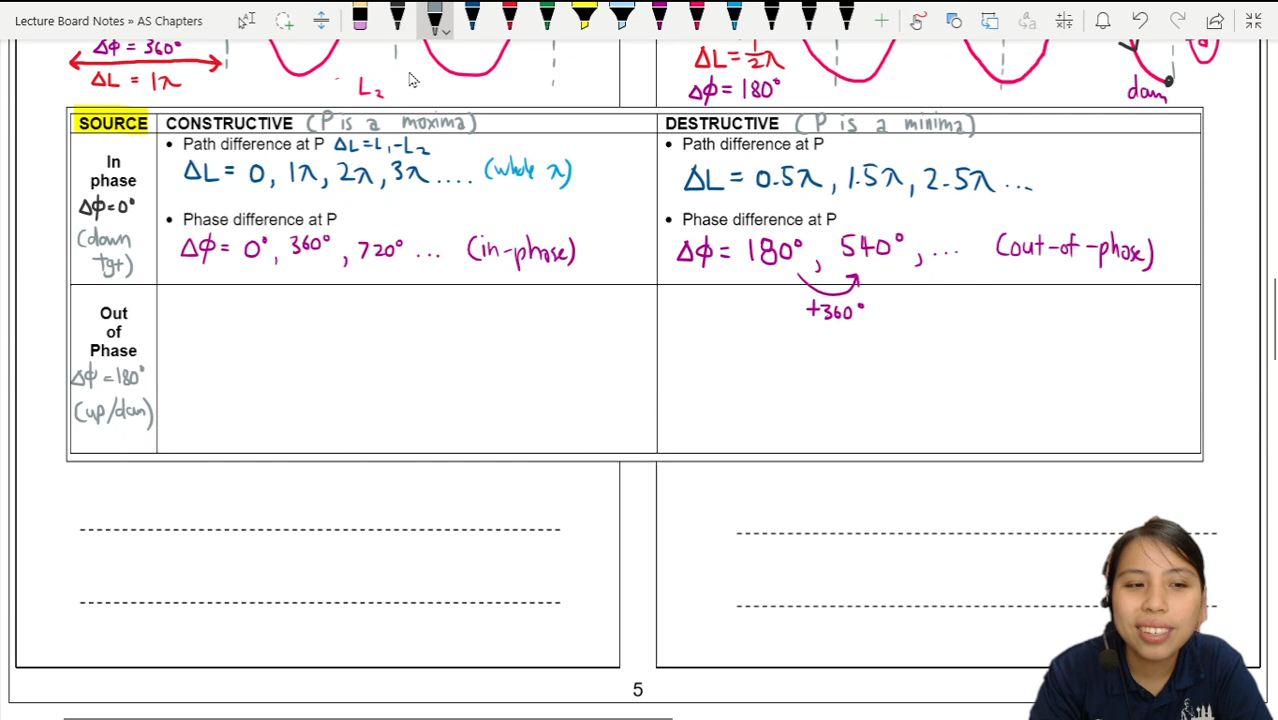 Lecture Board Notes » AS Chapters
Δϕ = 360°
ΔL = 1λ
L₂
ΔL = 1/2 λ
Δϕ = 180°
down
SOURCE
CONSTRUCTIVE (P is a maxima)
DESTRUCTIVE (P is a minima)
In
phase
Δϕ=0°
(down
tgt)
• Path difference at P ΔL=L₁-L₂
ΔL = 0, 1λ, 2λ, 3λ .... (whole λ)
• Phase difference at P
Δϕ = 0°, 360°, 720° ... (in-phase)
• Path difference at P
ΔL = 0.5λ, 1.5λ, 2.5λ ...
• Phase difference at P
Δϕ = 180°, 540°, ... (out-of-phase)
+360°
Out
of
Phase
Δϕ =180°
(up/down)
5